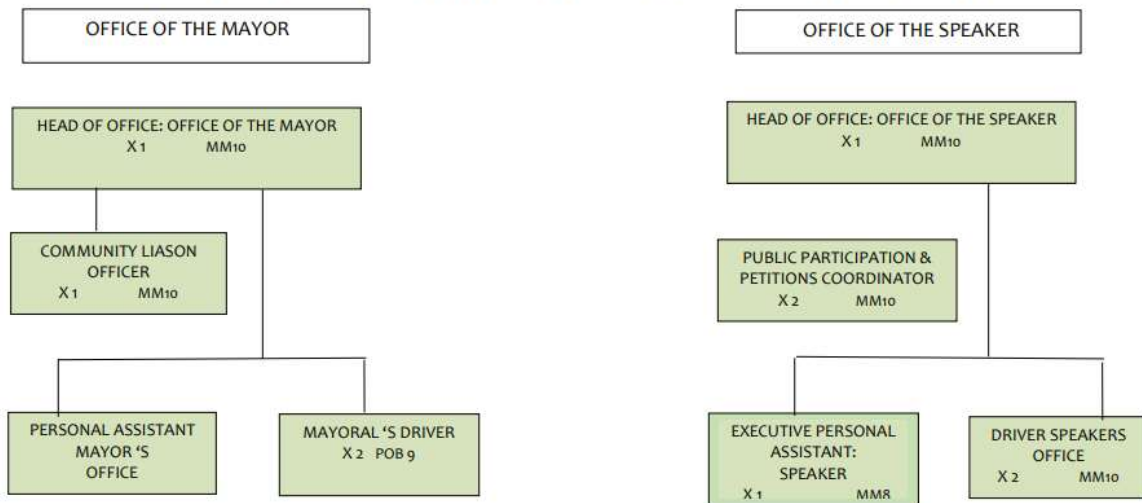 OFFICE OF THE MAYOR
HEAD OF OFFICE: OFFICE OF THE MAYOR
X 1 MM10
COMMUNITY LIASON
OFFICER
X 1 MM10
PERSONAL ASSISTANT
MAYOR ‘S
OFFICE
MAYORAL ‘S DRIVER
X 2 POB 9
OFFICE OF THE SPEAKER
HEAD OF OFFICE: OFFICE OF THE SPEAKER
X 1 MM10
PUBLIC PARTICIPATION &
PETITIONS COORDINATOR
X 2 MM10
EXECUTIVE PERSONAL
ASSISTANT:
SPEAKER
X 1 MM8
DRIVER SPEAKERS
OFFICE
X 2 MM10